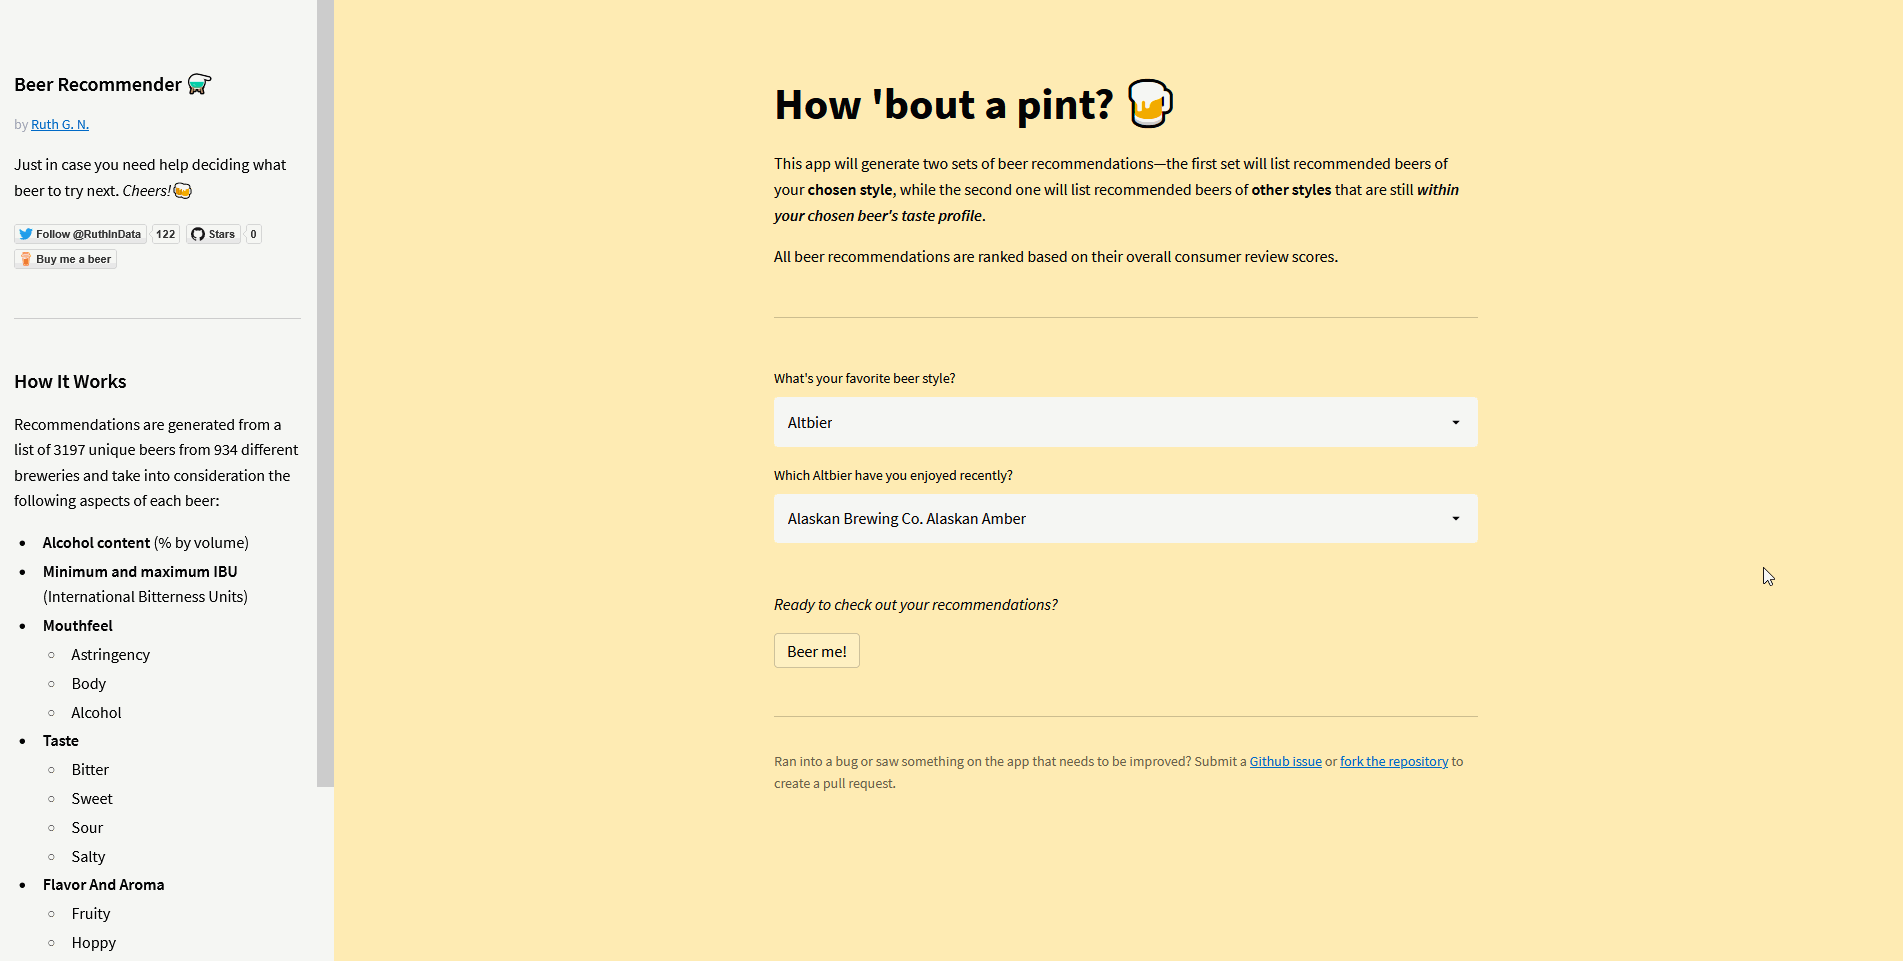 Beer Recommender
by Ruth G. N.
Just in case you need help deciding what
beer to try next. Cheers!
Follow @RuthInData 122 Stars 0
Buy me a beer
How It Works
Recommendations are generated from a
list of 3197 unique beers from 934 different
breweries and take into consideration the
following aspects of each beer:
• Alcohol content (% by volume)
• Minimum and maximum IBU
(International Bitterness Units)
• Mouthfeel
○ Astringency
○ Body
○ Alcohol
• Taste
○ Bitter
○ Sweet
○ Sour
○ Salty
• Flavor And Aroma
○ Fruity
○ Hoppy
How 'bout a pint?
This app will generate two sets of beer recommendations—the first set will list recommended beers of
your chosen style, while the second one will list recommended beers of other styles that are still within
your chosen beer's taste profile.
All beer recommendations are ranked based on their overall consumer review scores.
What's your favorite beer style?
Altbier
Which Altbier have you enjoyed recently?
Alaskan Brewing Co. Alaskan Amber
Ready to check out your recommendations?
Beer me!
Ran into a bug or saw something on the app that needs to be improved? Submit a Github issue or fork the repository to
create a pull request.